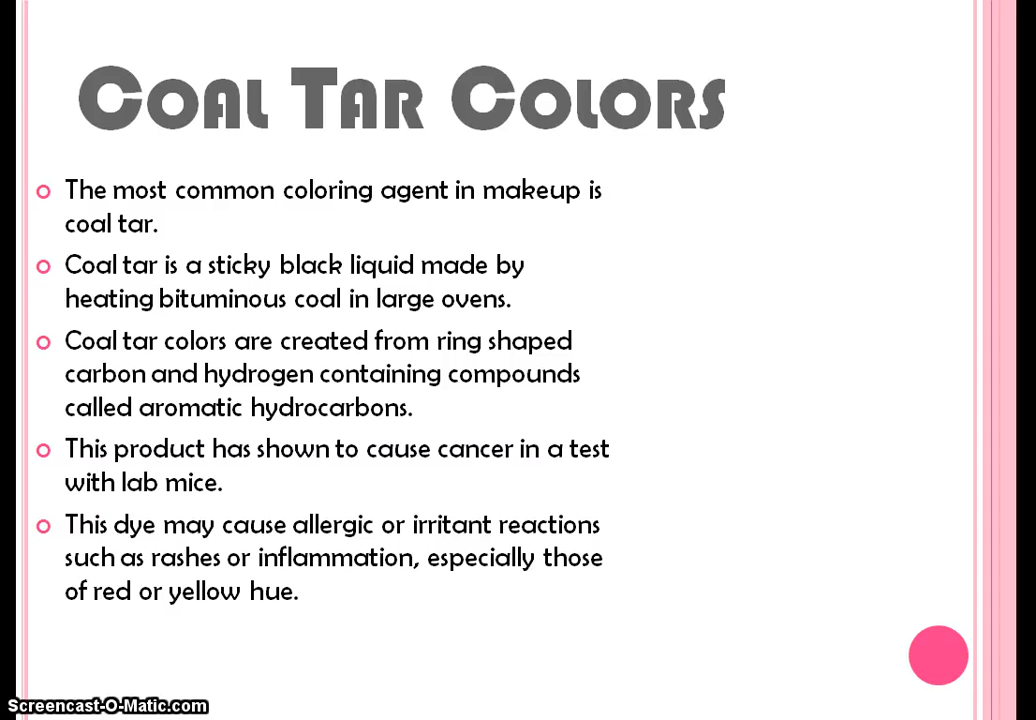 Coal Tar Colors
The most common coloring agent in makeup is
coal tar.
Coal tar is a sticky black liquid made by
heating bituminous coal in large ovens.
Coal tar colors are created from ring shaped
carbon and hydrogen containing compounds
called aromatic hydrocarbons.
This product has shown to cause cancer in a test
with lab mice.
This dye may cause allergic or irritant reactions
such as rashes or inflammation, especially those
of red or yellow hue.
Screencast-O-Matic.com